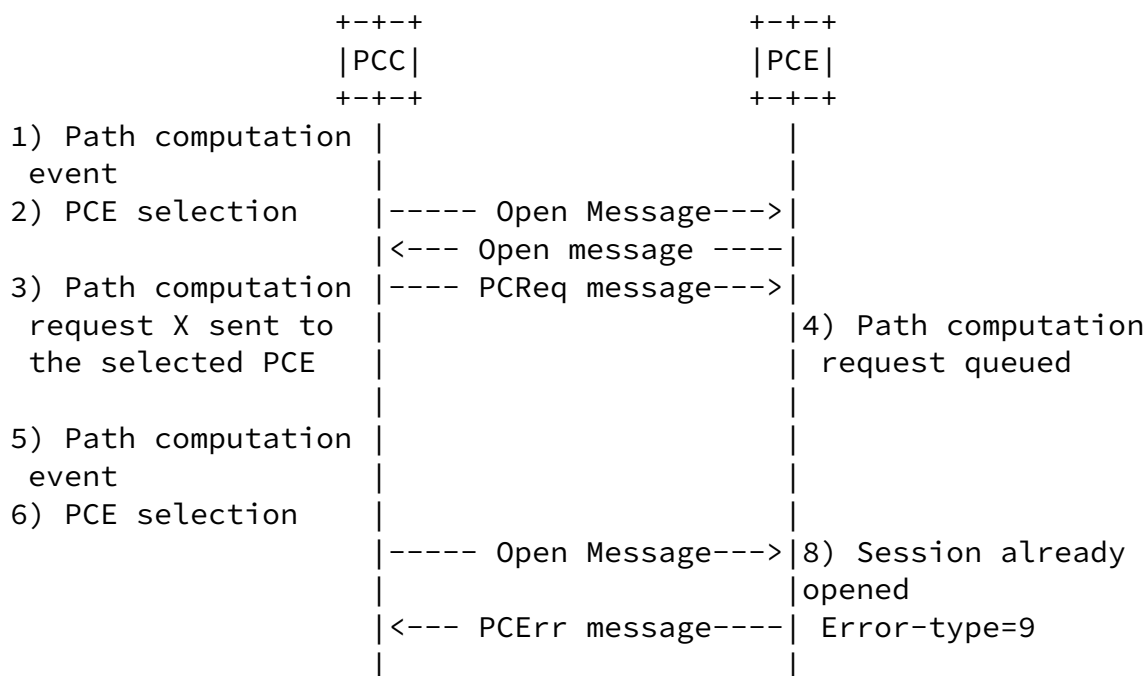 +-+-+                    +-+-+
                      |PCC|                    |PCE|
                      +-+-+                    +-+-+
1) Path computation |                        |
 event              |                        |
2) PCE selection    |----- Open Message--->|
                    |<--- Open message ----|
3) Path computation |---- PCReq message--->|
 request X sent to  |                        |4) Path computation
 the selected PCE   |                        | request queued
                    |                        |
5) Path computation |                        |
 event              |                        |
6) PCE selection    |                        |
                    |----- Open Message--->|8) Session already
                    |                        |opened
                    |<--- PCErr message----| Error-type=9
                    |                        |